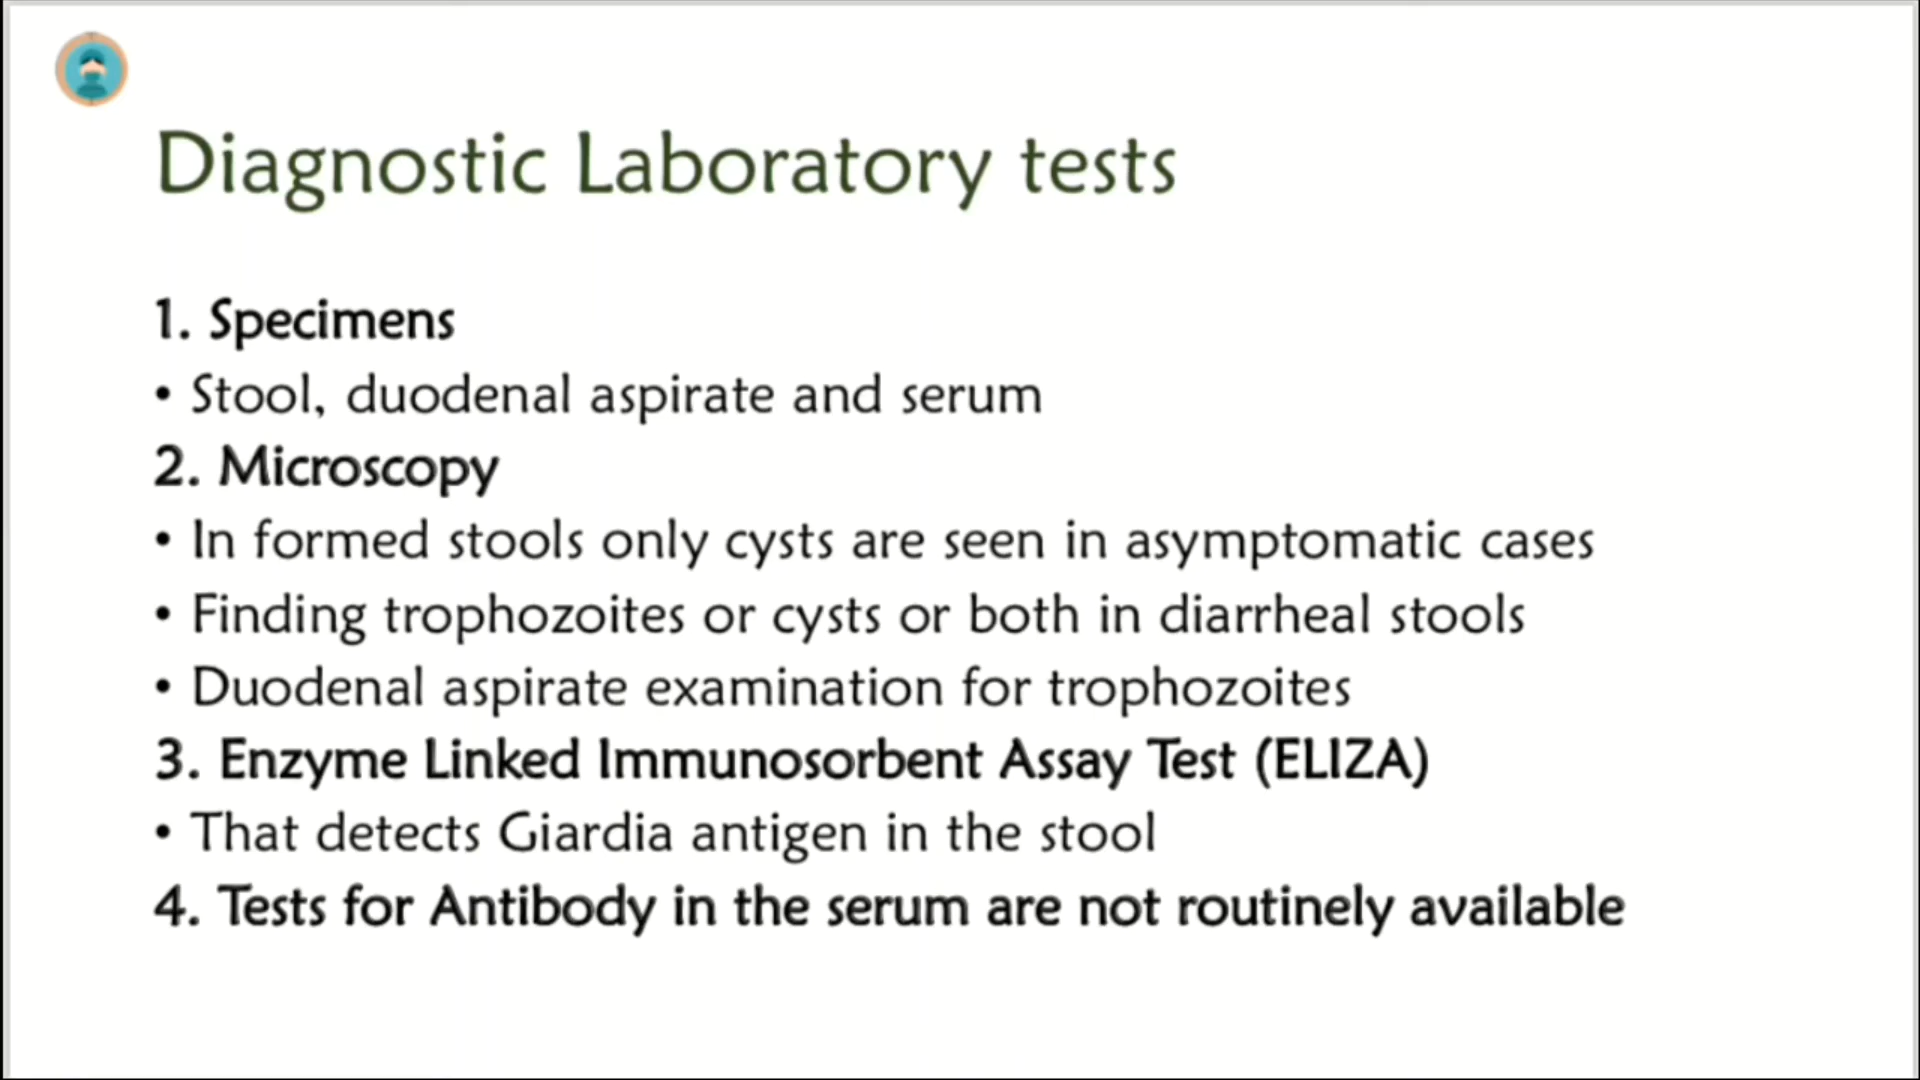 Diagnostic Laboratory tests
1. Specimens
• Stool, duodenal aspirate and serum
2. Microscopy
• In formed stools only cysts are seen in asymptomatic cases
• Finding trophozoites or cysts or both in diarrheal stools
• Duodenal aspirate examination for trophozoites
3. Enzyme Linked Immunosorbent Assay Test (ELIZA)
• That detects Giardia antigen in the stool
4. Tests for Antibody in the serum are not routinely available